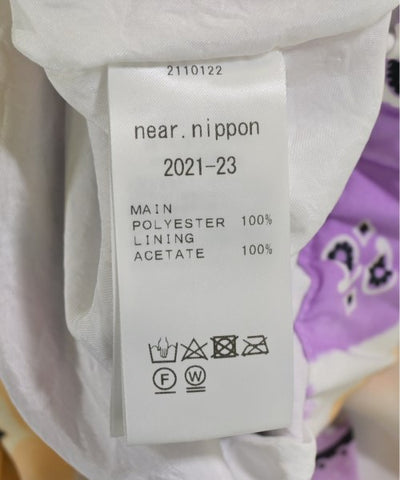 2110122
near.nippon
2021-23
MAIN
POLYESTER 100%
LINING
ACETATE 100%
F W